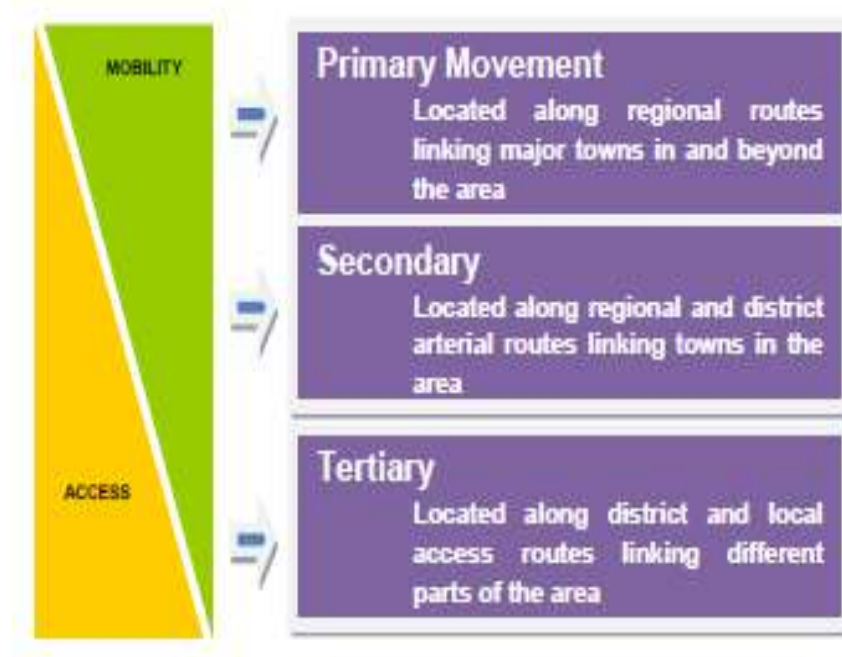 MOBILITY
Primary Movement
Located along regional routes
linking major towns in and beyond
the area
Secondary
Located along regional and district
arterial routes linking towns in the
area
ACCESS
Tertiary
Located along district and local
access routes linking different
parts of the area